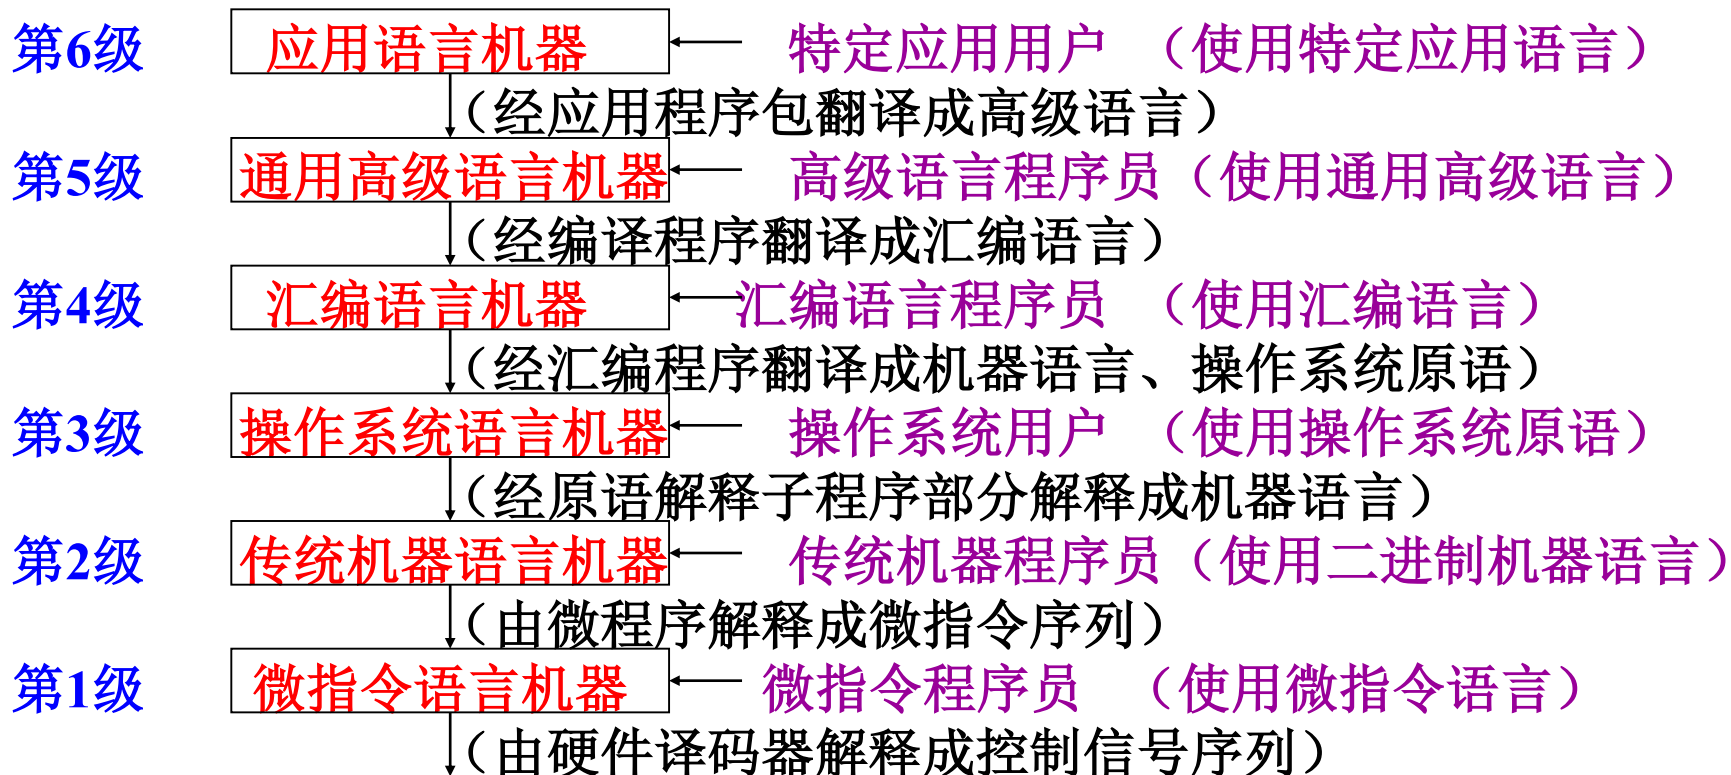 第6级 应用语言机器 特定应用用户 （使用特定应用语言）
（经应用程序包翻译成高级语言）
第5级 通用高级语言机器 高级语言程序员（使用通用高级语言）
（经编译程序翻译成汇编语言）
第4级 汇编语言机器 汇编语言程序员 （使用汇编语言）
（经汇编程序翻译成机器语言、操作系统原语）
第3级 操作系统语言机器 操作系统用户 （使用操作系统原语）
（经原语解释子程序部分解释成机器语言）
第2级 传统机器语言机器 传统机器程序员（使用二进制机器语言）
（由微程序解释成微指令序列）
第1级 微指令语言机器 微指令程序员 （使用微指令语言）
（由硬件译码器解释成控制信号序列）